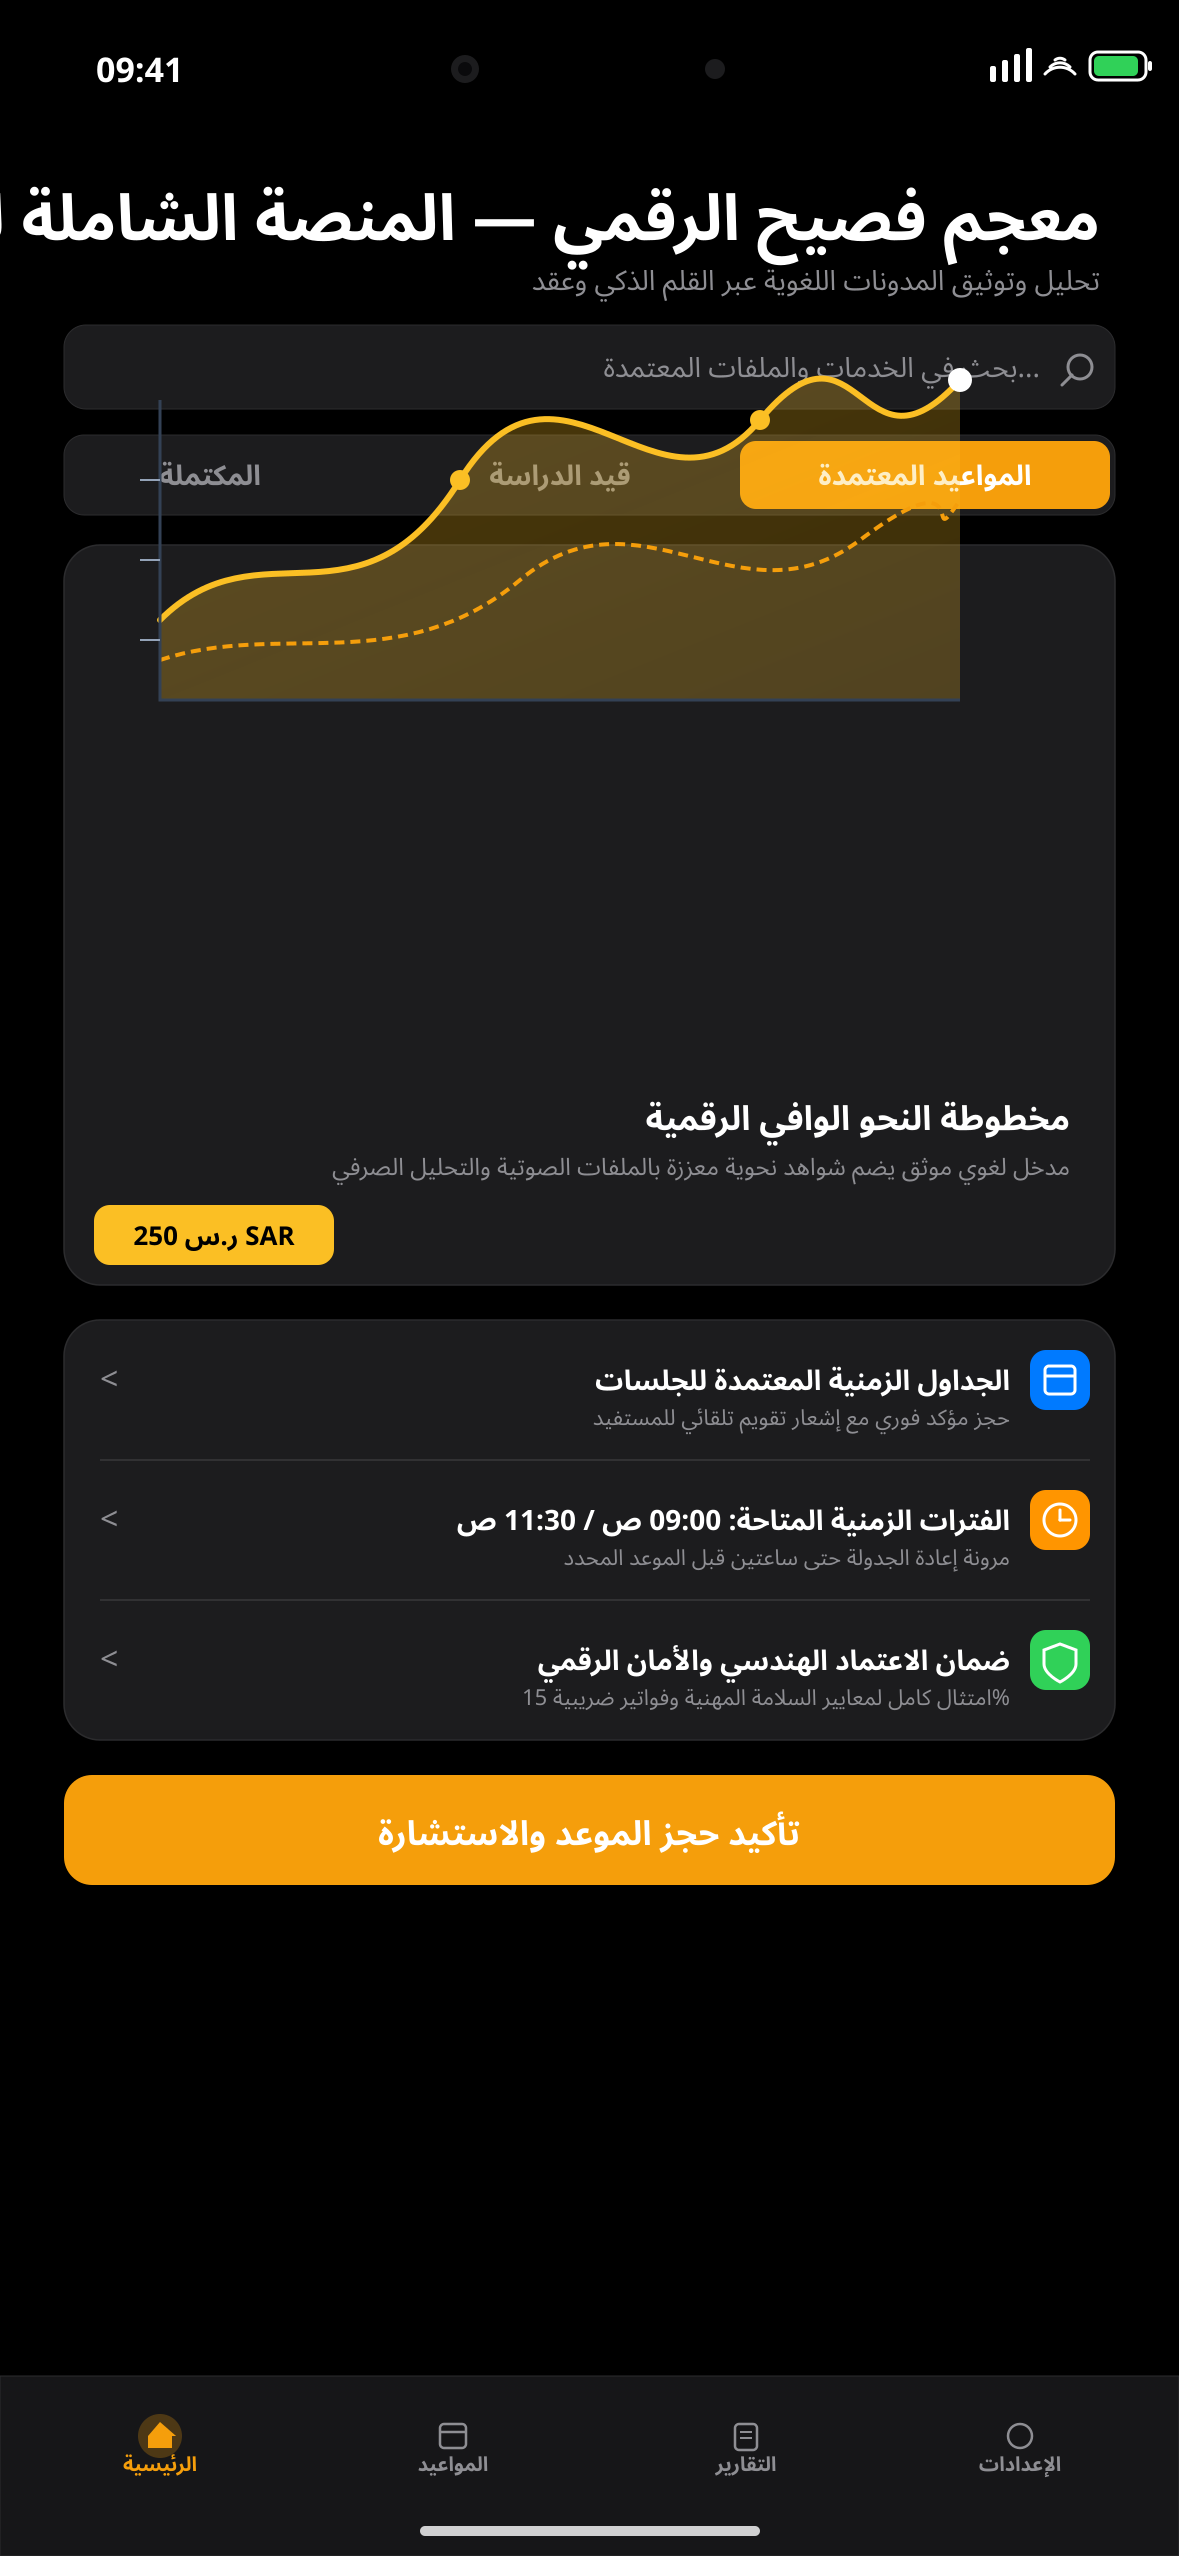 09:41
معجم فصيح الرقمي — المنصة الشاملة
تحليل وتوثيق المدونات اللغوية عبر القلم الذكي وعقد
بحث في الخدمات والملفات المعتمدة...
المواعيد المعتمدة
قيد الدراسة
المكتملة
مخطوطة النحو الوافي الرقمية
مدخل لغوي موثق يضم شواهد نحوية معززة بالملفات الصوتية والتحليل الصرفي
250 ر.س SAR
الجداول الزمنية المعتمدة للجلسات
حجز مؤكد فوري مع إشعار تقويم تلقائي للمستفيد
الفترات الزمنية المتاحة: 09:00 ص / 11:30 ص
مرونة إعادة الجدولة حتى ساعتين قبل الموعد المحدد
ضمان الاعتماد الهندسي والأمان الرقمي
امتثال كامل لمعايير السلامة المهنية وفواتير ضريبية 15%
تأكيد حجز الموعد والاستشارة
الإعدادات
التقارير
المواعيد
الرئيسية